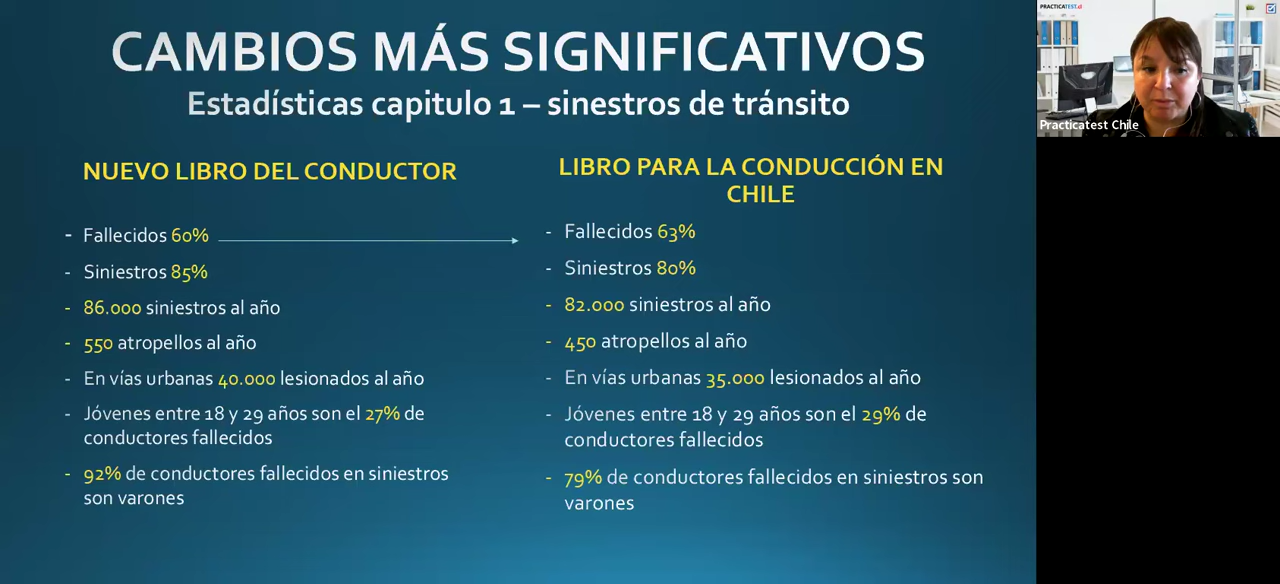 CAMBIOS MÁS SIGNIFICATIVOS
Estadísticas capitulo 1 – sinestros de tránsito
NUEVO LIBRO DEL CONDUCTOR
- Fallecidos 60%
- Siniestros 85%
- 86.000 siniestros al año
- 550 atropellos al año
- En vías urbanas 40.000 lesionados al año
- Jóvenes entre 18 y 29 años son el 27% de
conductores fallecidos
- 92% de conductores fallecidos en siniestros
son varones
LIBRO PARA LA CONDUCCIÓN EN
CHILE
- Fallecidos 63%
- Siniestros 80%
- 82.000 siniestros al año
- 450 atropellos al año
- En vías urbanas 35.000 lesionados al año
- Jóvenes entre 18 y 29 años son el 29% de
conductores fallecidos
- 79% de conductores fallecidos en siniestros son
varones
PRACTICATEST.cl
Practicatest Chile